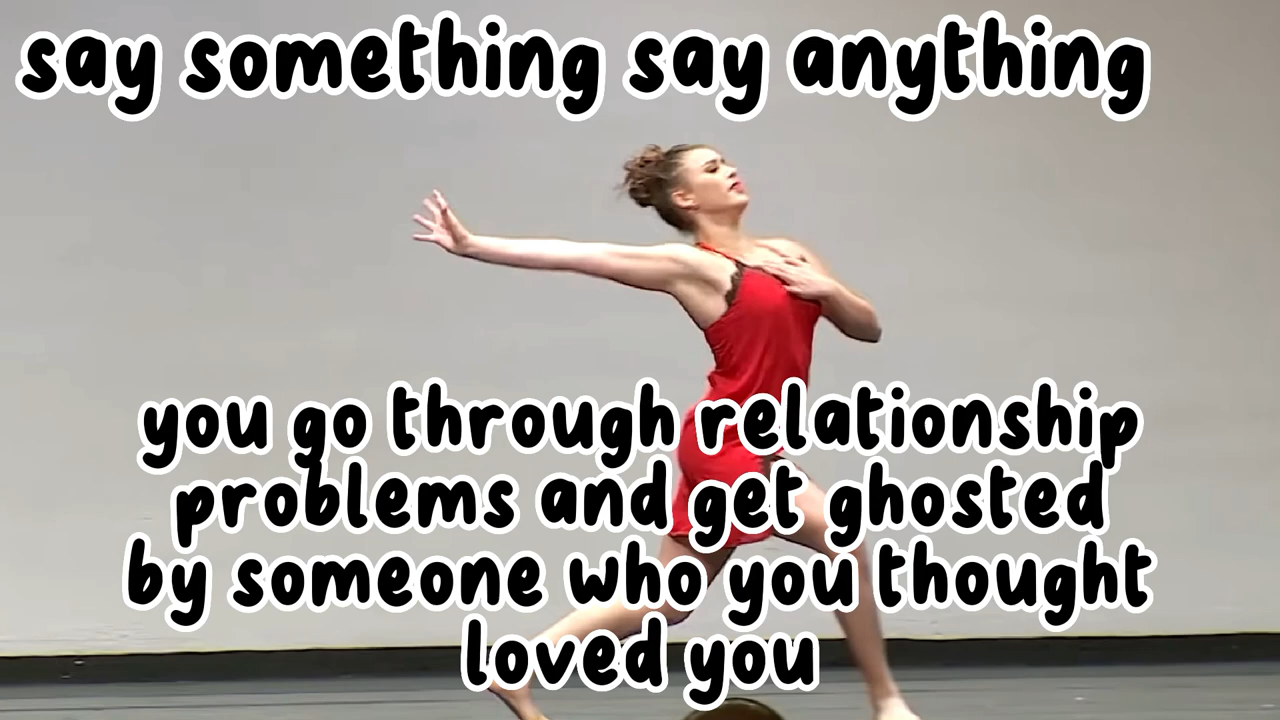 say something say anything
you go through relationship
problems and get ghosted
by someone who you thought
loved you